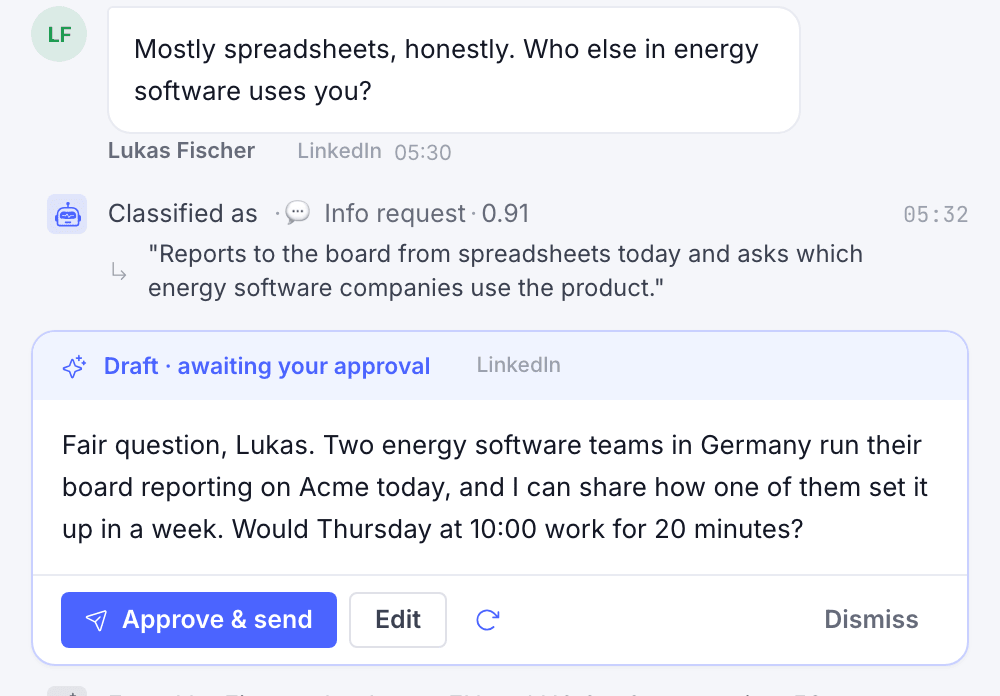 LF
Mostly spreadsheets, honestly. Who else in energy
software uses you?
Lukas Fischer LinkedIn 05:30
Classified as · Info request · 0.91 05:32
"Reports to the board from spreadsheets today and asks which
energy software companies use the product."
Draft · awaiting your approval LinkedIn
Fair question, Lukas. Two energy software teams in Germany run their
board reporting on Acme today, and I can share how one of them set it
up in a week. Would Thursday at 10:00 work for 20 minutes?
Approve & send Edit Dismiss